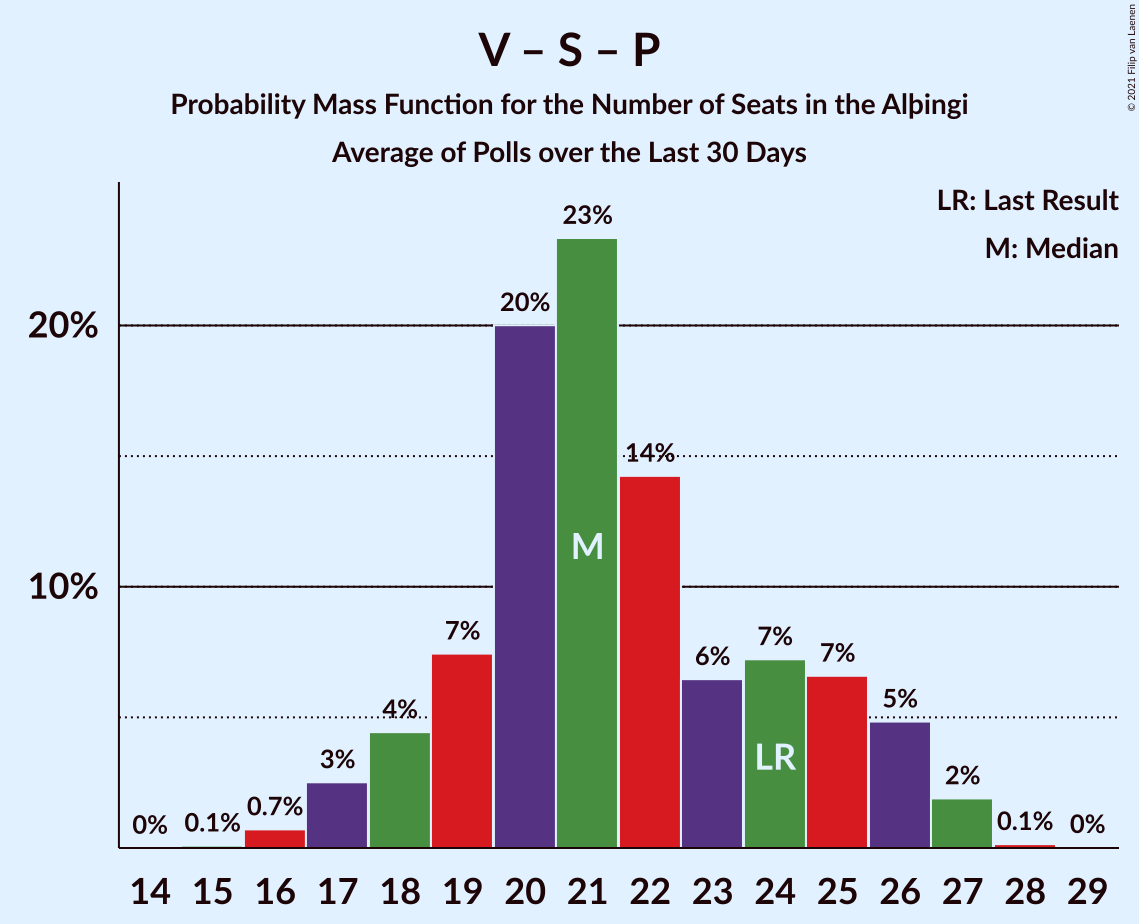 V – S – P
Probability Mass Function for the Number of Seats in the Alþingi
Average of Polls over the Last 30 Days
© 2021 Filip van Laenen
LR: Last Result
M: Median
20%
10%
0%
0.1%
0.7%
3%
4%
7%
20%
23%
14%
6%
7%
7%
5%
2%
0.1%
0%
M
LR
14 15 16 17 18 19 20 21 22 23 24 25 26 27 28 29